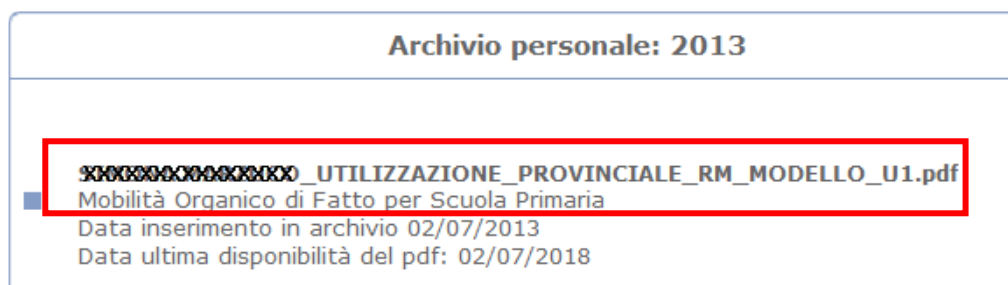 Archivio personale: 2013
_UTILIZZAZIONE_PROVINCIALE_RM_MODELLO_U1.pdf
Mobilità Organico di Fatto per Scuola Primaria
Data inserimento in archivio 02/07/2013
Data ultima disponibilità del pdf: 02/07/2018